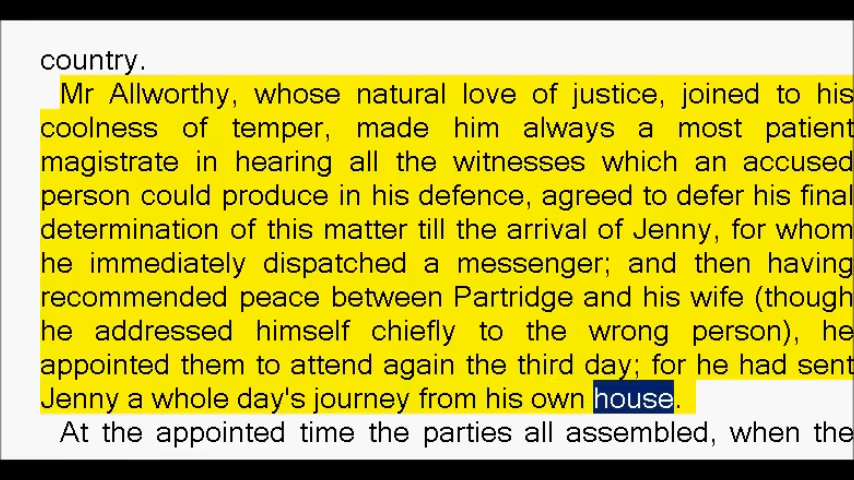 country.
Mr Allworthy, whose natural love of justice, joined to his
coolness of temper, made him always a most patient
magistrate in hearing all the witnesses which an accused
person could produce in his defence, agreed to defer his final
determination of this matter till the arrival of Jenny, for whom
he immediately dispatched a messenger; and then having
recommended peace between Partridge and his wife (though
he addressed himself chiefly to the wrong person), he
appointed them to attend again the third day; for he had sent
Jenny a whole day's journey from his own house.
At the appointed time the parties all assembled, when the